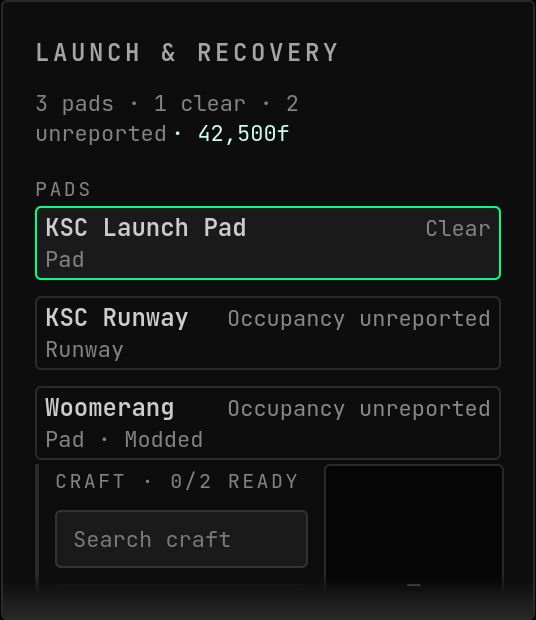 LAUNCH & RECOVERY
3 pads · 1 clear · 2
unreported · 42,500f
PADS
KSC Launch Pad Clear
Pad
KSC Runway Occupancy unreported
Runway
Woomerang Occupancy unreported
Pad · Modded
CRAFT · 0/2 READY
Search craft